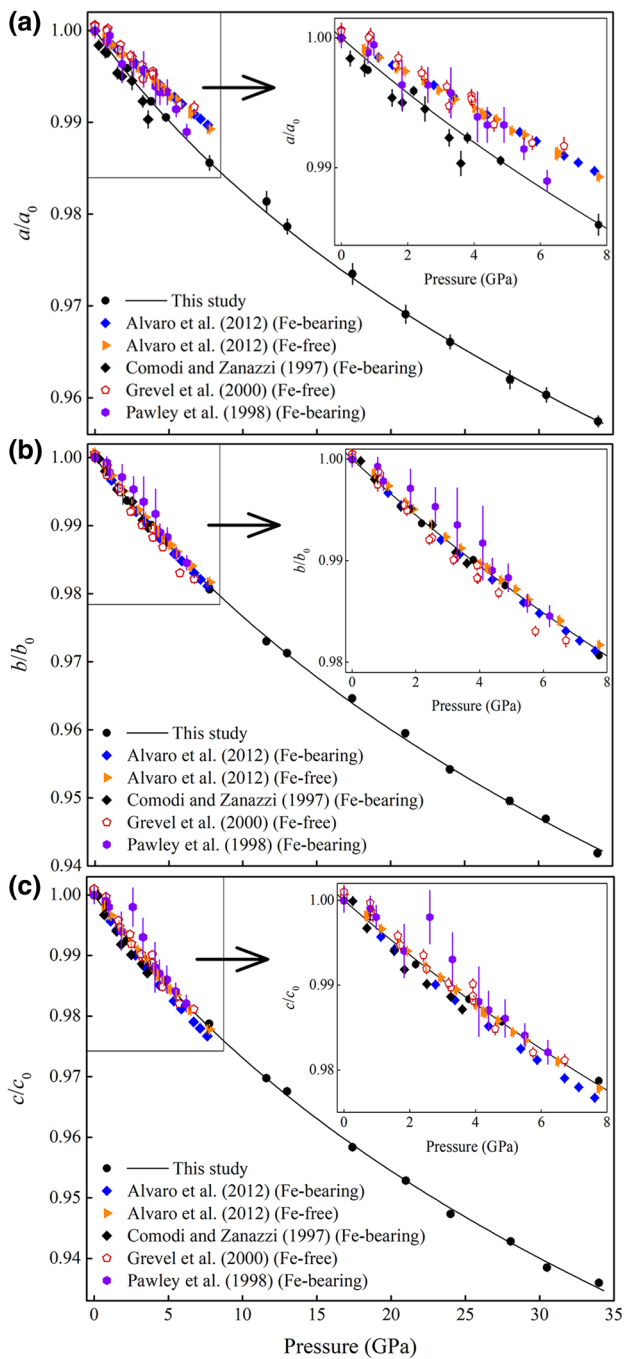 (a)
1.00
0.99
0.98
0.97
0.96
a/a0
1.00
0.99
a/a0
0 2 4 6 8
Pressure (GPa)
This study
Alvaro et al. (2012) (Fe-bearing)
Alvaro et al. (2012) (Fe-free)
Comodi and Zanazzi (1997) (Fe-bearing)
Grevel et al. (2000) (Fe-free)
Pawley et al. (1998) (Fe-bearing)
(b)
1.00
0.99
0.98
0.97
0.96
0.95
0.94
b/b0
1.00
0.99
0.98
b/b0
0 2 4 6 8
Pressure (GPa)
This study
Alvaro et al. (2012) (Fe-bearing)
Alvaro et al. (2012) (Fe-free)
Comodi and Zanazzi (1997) (Fe-bearing)
Grevel et al. (2000) (Fe-free)
Pawley et al. (1998) (Fe-bearing)
(c)
1.00
0.99
0.98
0.97
0.96
0.95
0.94
c/c0
1.00
0.99
0.98
c/c0
0 2 4 6 8
Pressure (GPa)
This study
Alvaro et al. (2012) (Fe-bearing)
Alvaro et al. (2012) (Fe-free)
Comodi and Zanazzi (1997) (Fe-bearing)
Grevel et al. (2000) (Fe-free)
Pawley et al. (1998) (Fe-bearing)
0 5 10 15 20 25 30 35
Pressure (GPa)